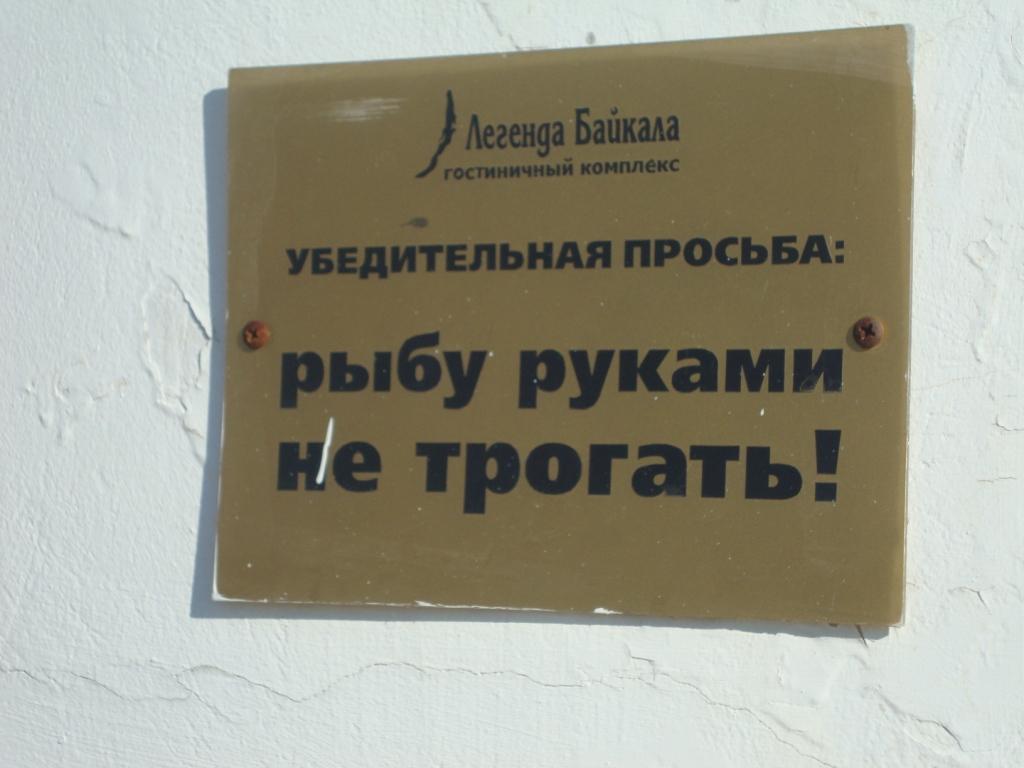 Легенда Байкала
гостиничный комплекс
УБЕДИТЕЛЬНАЯ ПРОСЬБА:
рыбу руками
не трогать!